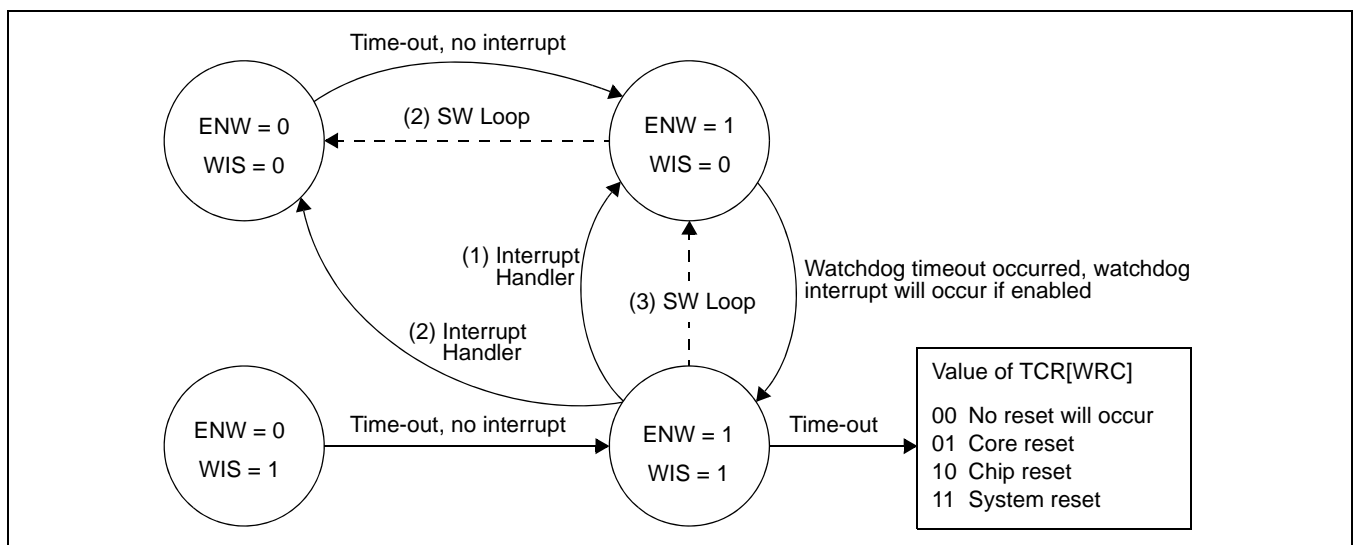 Time-out, no interrupt
ENW = 0
WIS = 0
(2) SW Loop
ENW = 1
WIS = 0
(1) Interrupt
Handler
Watchdog timeout occurred, watchdog
interrupt will occur if enabled
(3) SW Loop
(2) Interrupt
Handler
ENW = 0
WIS = 1
Time-out, no interrupt
ENW = 1
WIS = 1
Time-out
Value of TCR[WRC]
00 No reset will occur
01 Core reset
10 Chip reset
11 System reset